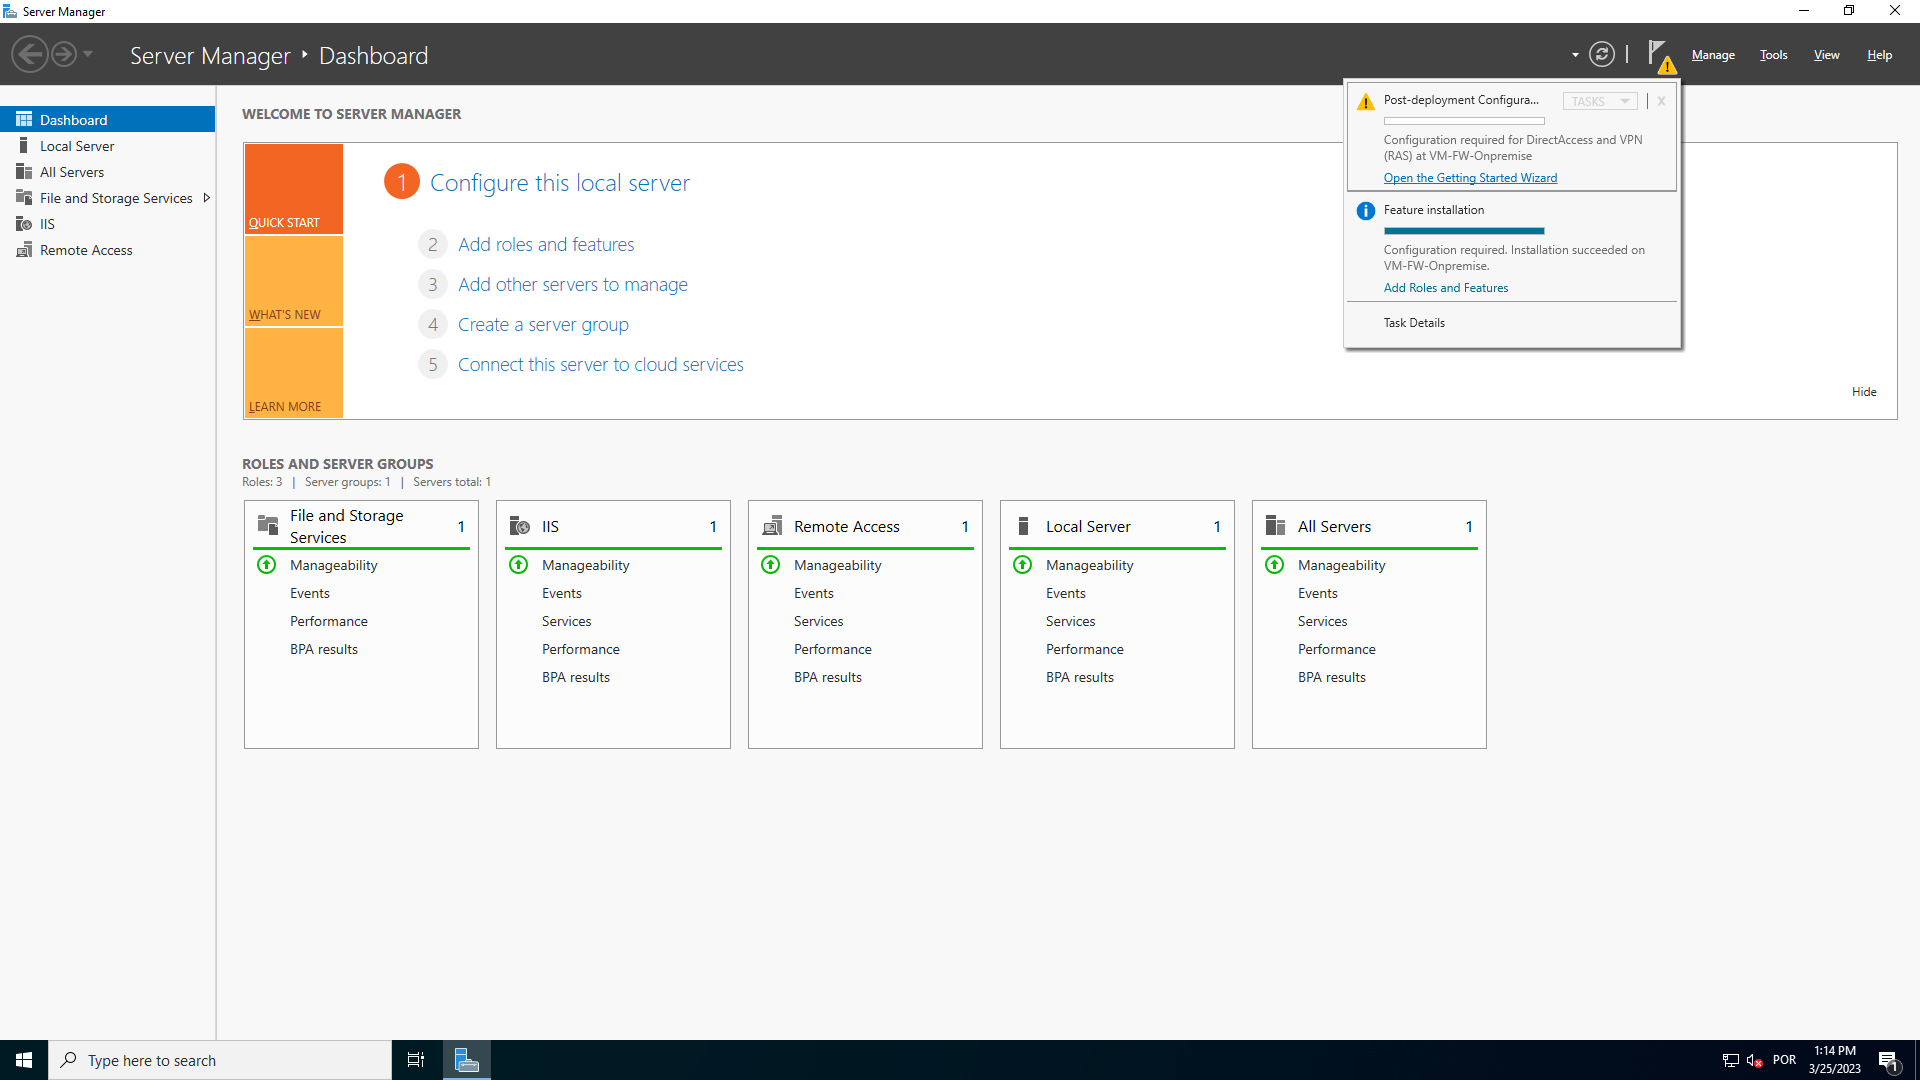 Server Manager
Server Manager ‣ Dashboard
Manage
Tools
View
Help
Dashboard
Local Server
All Servers
File and Storage Services
IIS
Remote Access
WELCOME TO SERVER MANAGER
QUICK START
WHAT'S NEW
LEARN MORE
1 Configure this local server
2 Add roles and features
3 Add other servers to manage
4 Create a server group
5 Connect this server to cloud services
Hide
Post-deployment Configura...
TASKS
X
Configuration required for DirectAccess and VPN
(RAS) at VM-FW-Onpremise
Open the Getting Started Wizard
Feature installation
Configuration required. Installation succeeded on
VM-FW-Onpremise.
Add Roles and Features
Task Details
ROLES AND SERVER GROUPS
Roles: 3 | Server groups: 1 | Servers total: 1
File and Storage
Services
1
Manageability
Events
Performance
BPA results
IIS 1
Manageability
Events
Services
Performance
BPA results
Remote Access 1
Manageability
Events
Services
Performance
BPA results
Local Server 1
Manageability
Events
Services
Performance
BPA results
All Servers 1
Manageability
Events
Services
Performance
BPA results
Type here to search
POR
1:14 PM
3/25/2023
1